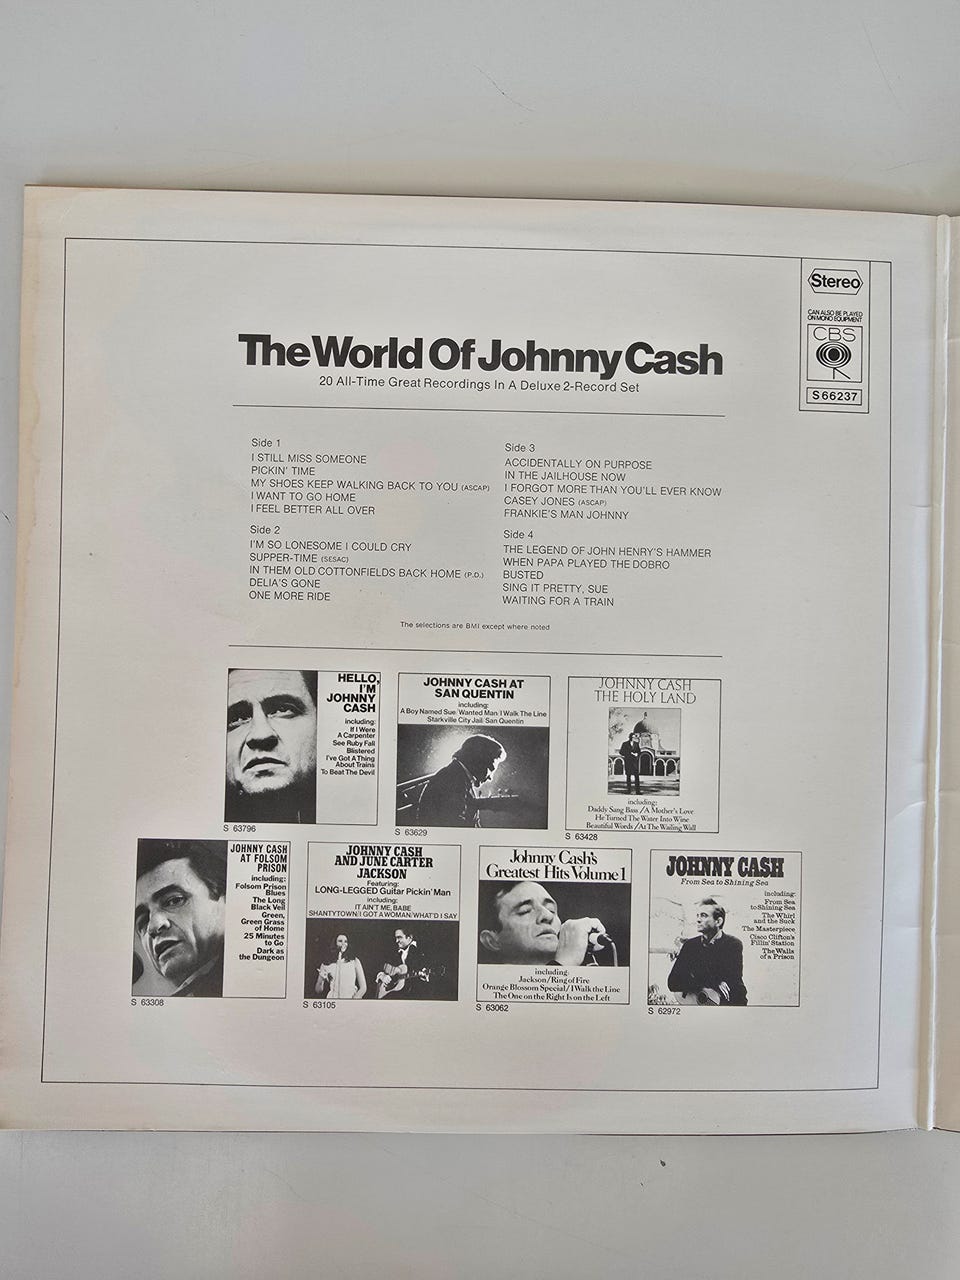 Stereo
CAN ALSO BE PLAYED
ON MONO EQUIPMENT
CBS
S 66237
The World Of Johnny Cash
20 All-Time Great Recordings In A Deluxe 2-Record Set
Side 1
I STILL MISS SOMEONE
PICKIN' TIME
MY SHOES KEEP WALKING BACK TO YOU (ASCAP)
I WANT TO GO HOME
I FEEL BETTER ALL OVER
Side 2
I'M SO LONESOME I COULD CRY
SUPPER-TIME (SESAC)
IN THEM OLD COTTONFIELDS BACK HOME (P.D.)
DELIA'S GONE
ONE MORE RIDE
Side 3
ACCIDENTALLY ON PURPOSE
IN THE JAILHOUSE NOW
I FORGOT MORE THAN YOU'LL EVER KNOW
CASEY JONES (ASCAP)
FRANKIE'S MAN JOHNNY
Side 4
THE LEGEND OF JOHN HENRY'S HAMMER
WHEN PAPA PLAYED THE DOBRO
BUSTED
SING IT PRETTY, SUE
WAITING FOR A TRAIN
The selections are BMI except where noted
HELLO,
I'M
JOHNNY
CASH
including:
If I Were
A Carpenter
See Ruby Fall
Blistered
I've Got A Thing
About Trains
To Beat The Devil
S 63796
JOHNNY CASH AT
SAN QUENTIN
including:
A Boy Named Sue/Wanted Man/I Walk The Line
Starkville City Jail/San Quentin
S 63629
JOHNNY CASH
THE HOLY LAND
including:
Daddy Sang Bass /A Mother's Love
He Turned The Water Into Wine
Beautiful Words /At The Wailing Wall
S 63428
JOHNNY CASH
AT FOLSOM
PRISON
including:
Folsom Prison
Blues
The Long
Black Veil
Green,
Green Grass
of Home
25 Minutes
to Go
Dark as
the Dungeon
S 63308
JOHNNY CASH
AND JUNE CARTER
JACKSON
Featuring:
LONG-LEGGED Guitar Pickin' Man
including:
IT AIN'T ME, BABE
SHANTYTOWN/I GOT A WOMAN/WHAT'D I SAY
S 63105
Johnny Cash's
Greatest Hits Volume 1
including:
Jackson/Ring of Fire
Orange Blossom Special/I Walk the Line
The One on the Right Is on the Left
S 63062
JOHNNY CASH
From Sea to Shining Sea
including:
From Sea
to Shining Sea
The Whirl
and the Suck
The Masterpiece
Cisco Clifton's
Fillin' Station
The Walls
of a Prison
S 62972